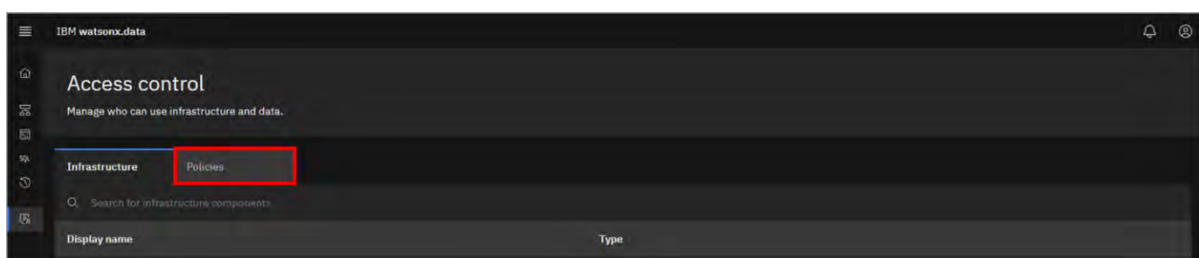 IBM watsonx.data
Access control
Manage who can use infrastructure and data.
Infrastructure Policies
Search for infrastructure components
Display name Type
SQL